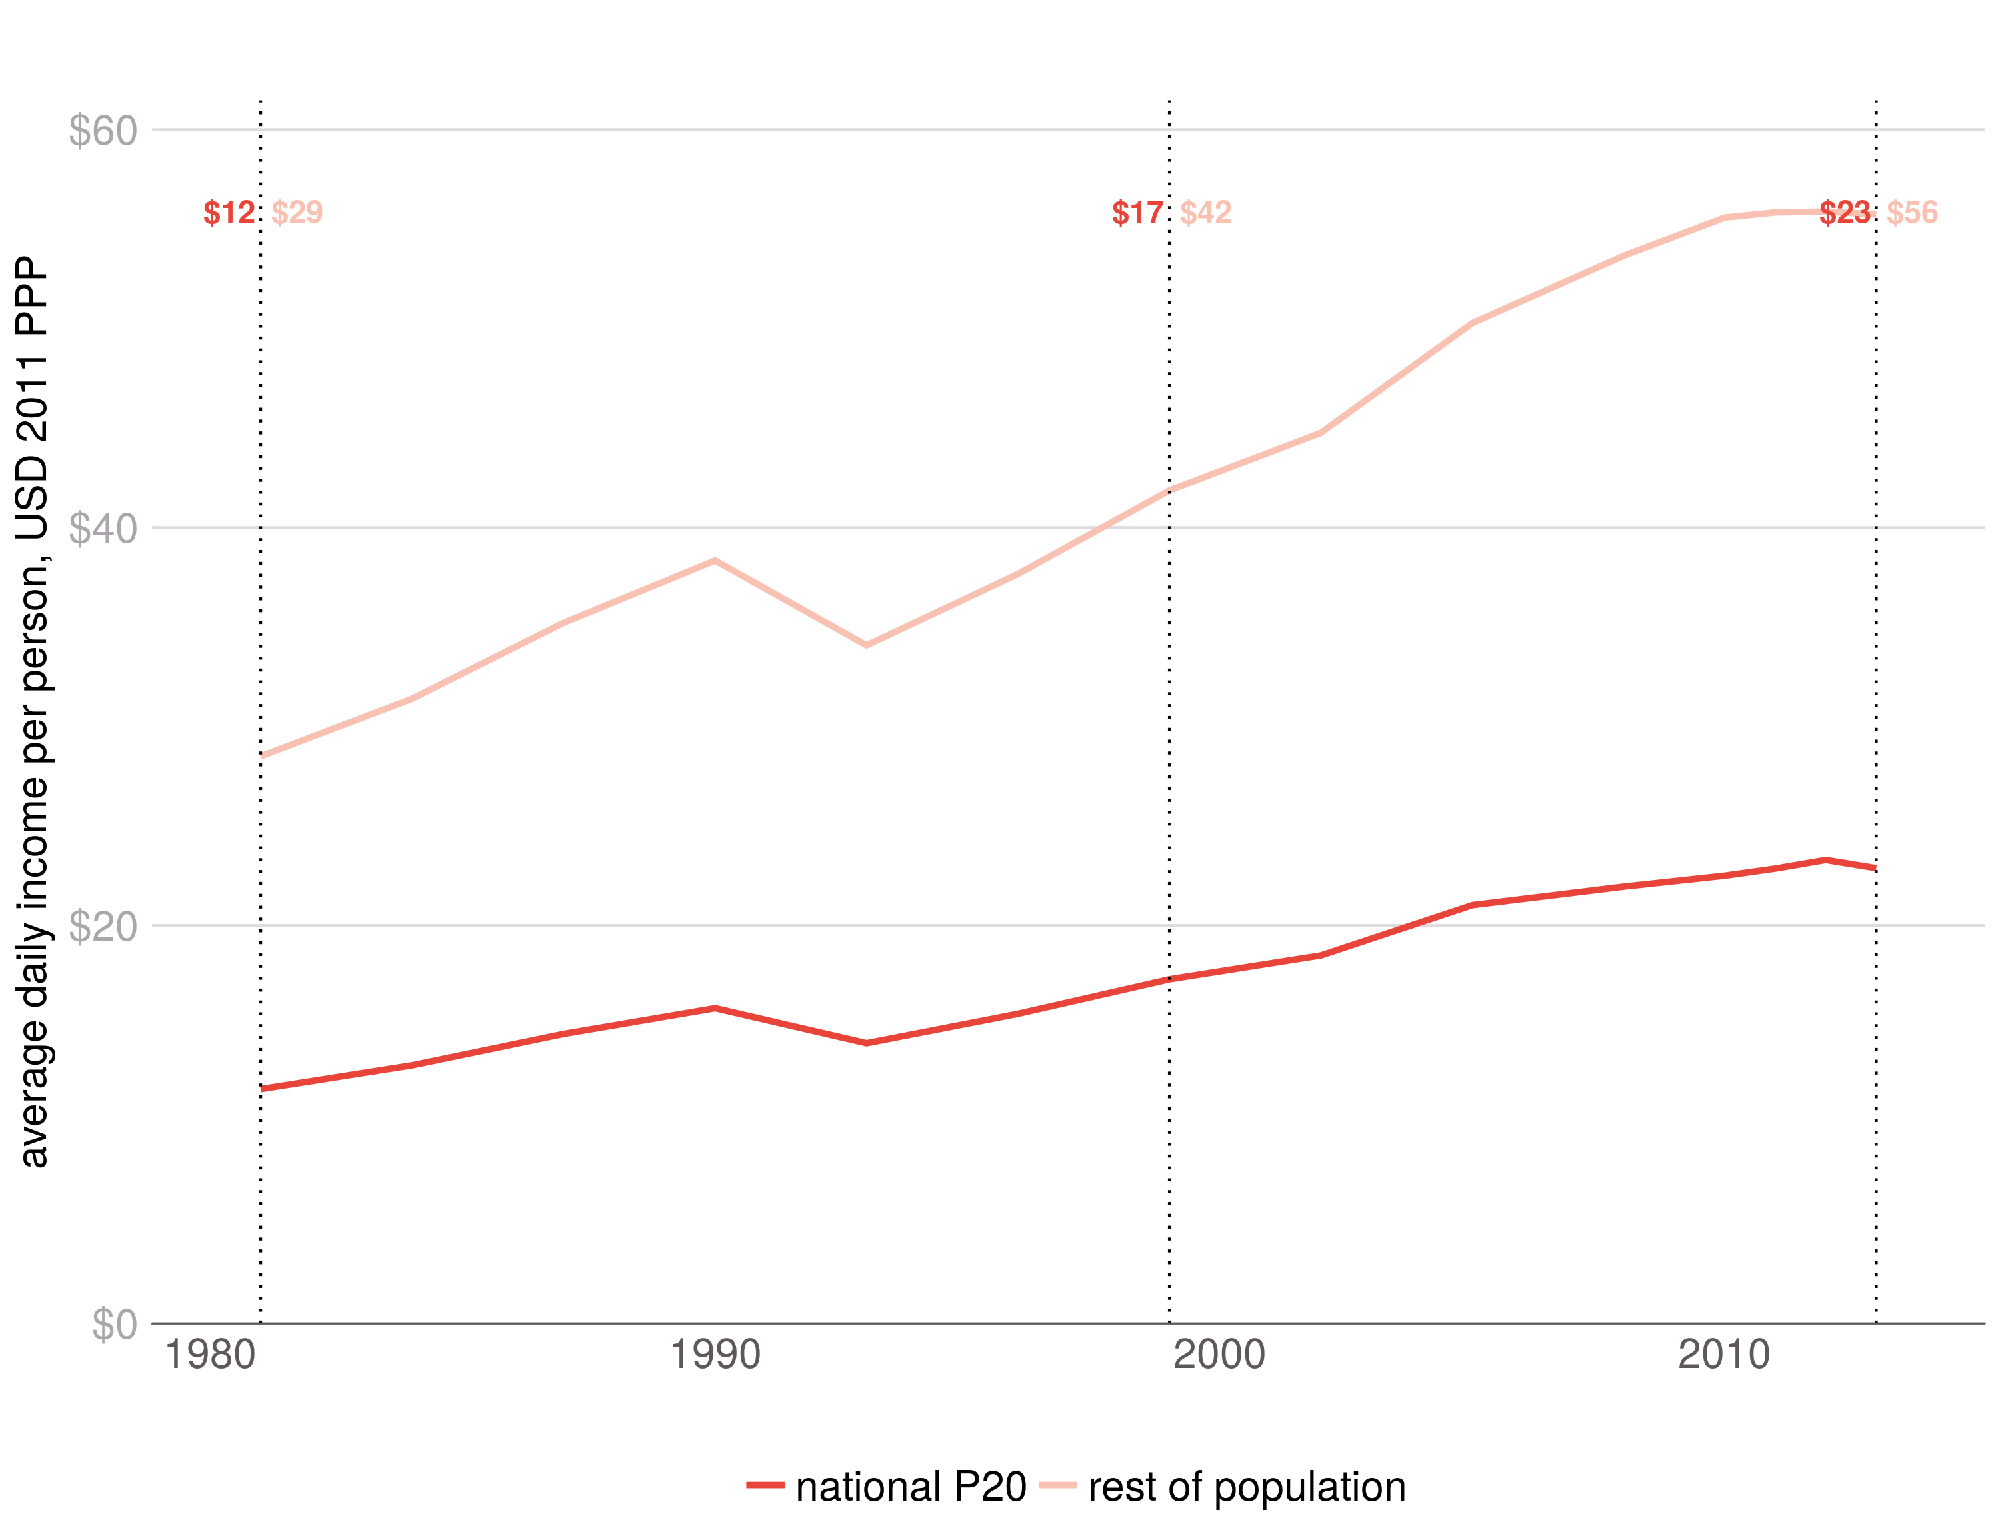 $60
$12 $29
$17 $42
$23 $56
average daily income per person, USD 2011 PPP
$40
$20
$0
1980 1990 2000 2010
national P20 rest of population